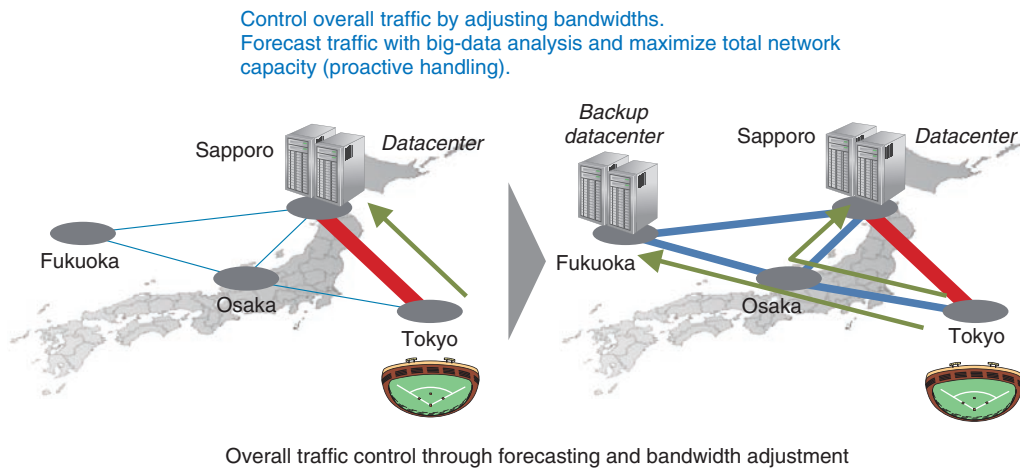 Control overall traffic by adjusting bandwidths.
Forecast traffic with big-data analysis and maximize total network
capacity (proactive handling).
Sapporo
Datacenter
Fukuoka
Osaka
Tokyo
Backup
datacenter
Sapporo
Datacenter
Fukuoka
Osaka
Tokyo
Overall traffic control through forecasting and bandwidth adjustment